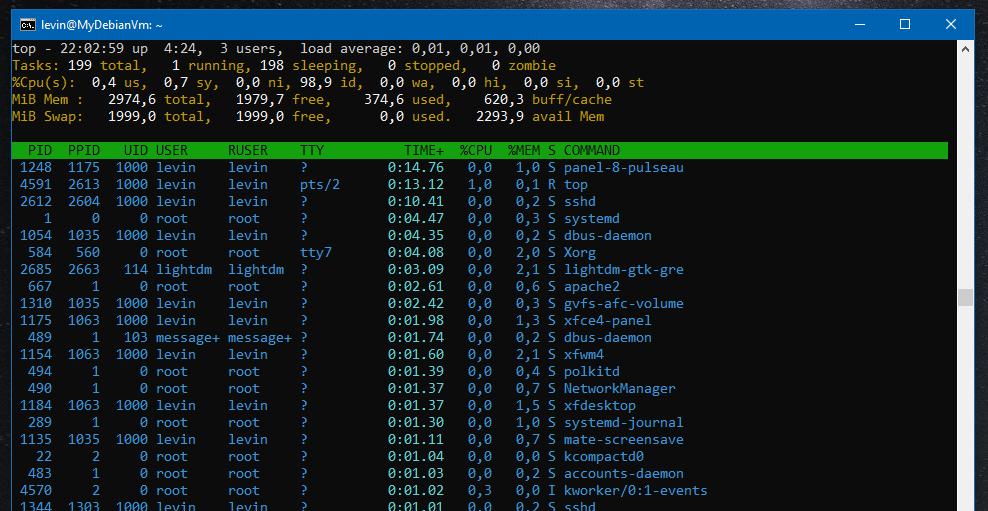 levin@MyDebianVm: ~
top - 22:02:59 up  4:24,  3 users,  load average: 0,01, 0,01, 0,00
Tasks: 199 total,   1 running, 198 sleeping,   0 stopped,   0 zombie
%Cpu(s):  0,4 us,  0,7 sy,  0,0 ni, 98,9 id,  0,0 wa,  0,0 hi,  0,0 si,  0,0 st
MiB Mem :   2974,6 total,   1979,7 free,    374,6 used,    620,3 buff/cache
MiB Swap:   1999,0 total,   1999,0 free,      0,0 used.   2293,9 avail Mem
PID  PPID   UID USER     RUSER    TTY          TIME+  %CPU  %MEM S COMMAND
1248  1175  1000 levin    levin    ?          0:14.76   0,0   1,0 S panel-8-pulseau
4591  2613  1000 levin    levin    pts/2      0:13.12   1,0   0,1 R top
2612  2604  1000 levin    levin    ?          0:10.41   0,0   0,2 S sshd
1     0     0 root     root     ?          0:04.47   0,0   0,3 S systemd
1054  1035  1000 levin    levin    ?          0:04.35   0,0   0,2 S dbus-daemon
584   560     0 root     root     tty7       0:04.08   0,0   2,0 S Xorg
2685  2663   114 lightdm  lightdm  ?          0:03.09   0,0   2,1 S lightdm-gtk-gre
667     1     0 root     root     ?          0:02.61   0,0   0,6 S apache2
1310  1035  1000 levin    levin    ?          0:02.42   0,0   0,3 S gvfs-afc-volume
1175  1063  1000 levin    levin    ?          0:01.98   0,0   1,3 S xfce4-panel
489     1   103 message+ message+ ?          0:01.74   0,0   0,2 S dbus-daemon
1154  1063  1000 levin    levin    ?          0:01.60   0,0   2,1 S xfwm4
494     1     0 root     root     ?          0:01.39   0,0   0,4 S polkitd
490     1     0 root     root     ?          0:01.37   0,0   0,7 S NetworkManager
1184  1063  1000 levin    levin    ?          0:01.37   0,0   1,5 S xfdesktop
289     1     0 root     root     ?          0:01.30   0,0   1,0 S systemd-journal
1135  1035  1000 levin    levin    ?          0:01.11   0,0   0,7 S mate-screensave
22     2     0 root     root     ?          0:01.04   0,0   0,0 S kcompactd0
483     1     0 root     root     ?          0:01.03   0,0   0,2 S accounts-daemon
4570     2     0 root     root     ?          0:01.02   0,3   0,0 I kworker/0:1-events
1344  1303  1000 levin    levin    ?          0:01.01   0,0   0,2 S sshd